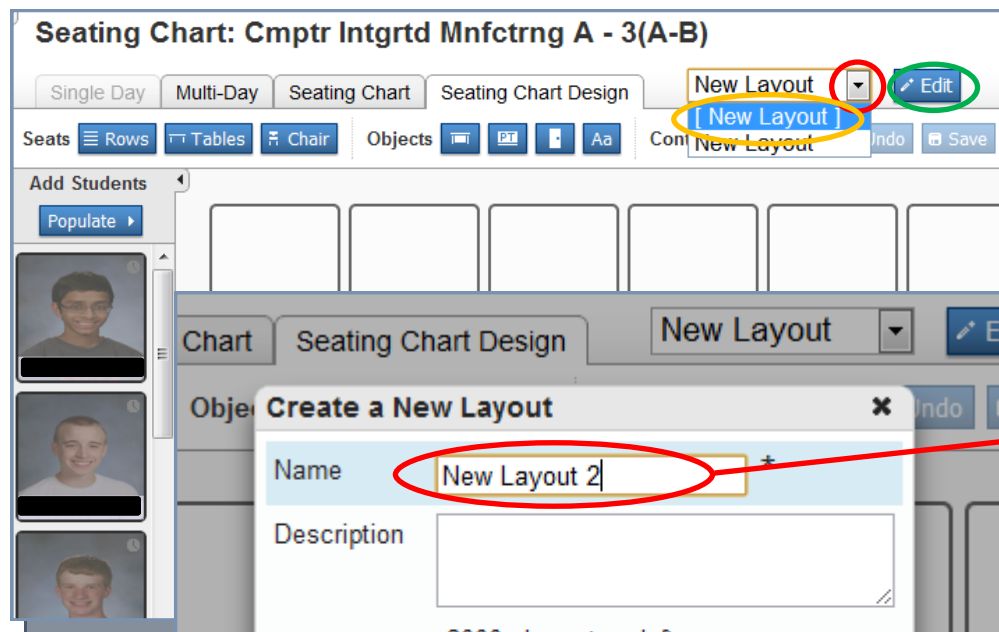 Seating Chart: Cmptr Intgrtd Mnfctrng A - 3(A-B)
Single Day Multi-Day Seating Chart Seating Chart Design New Layout Edit
[ New Layout ]
New Layout
Seats Rows Tables Chair Objects PT Aa Cont Undo Save
Add Students
Populate
Chart Seating Chart Design New Layout E
Obje Create a New Layout Undo
Name New Layout 2 *
Description